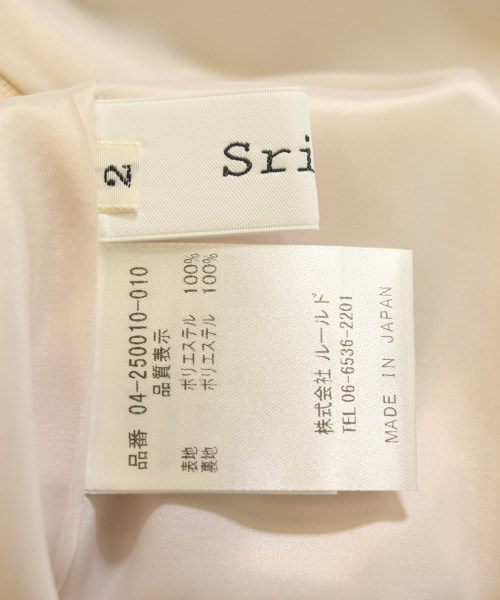 2
Sri
品番 04-250010-010
品質表示
表地 ポリエステル 100%
裏地 ポリエステル 100%
株式会社 ルールド
TEL 06-6536-2201
MADE IN JAPAN